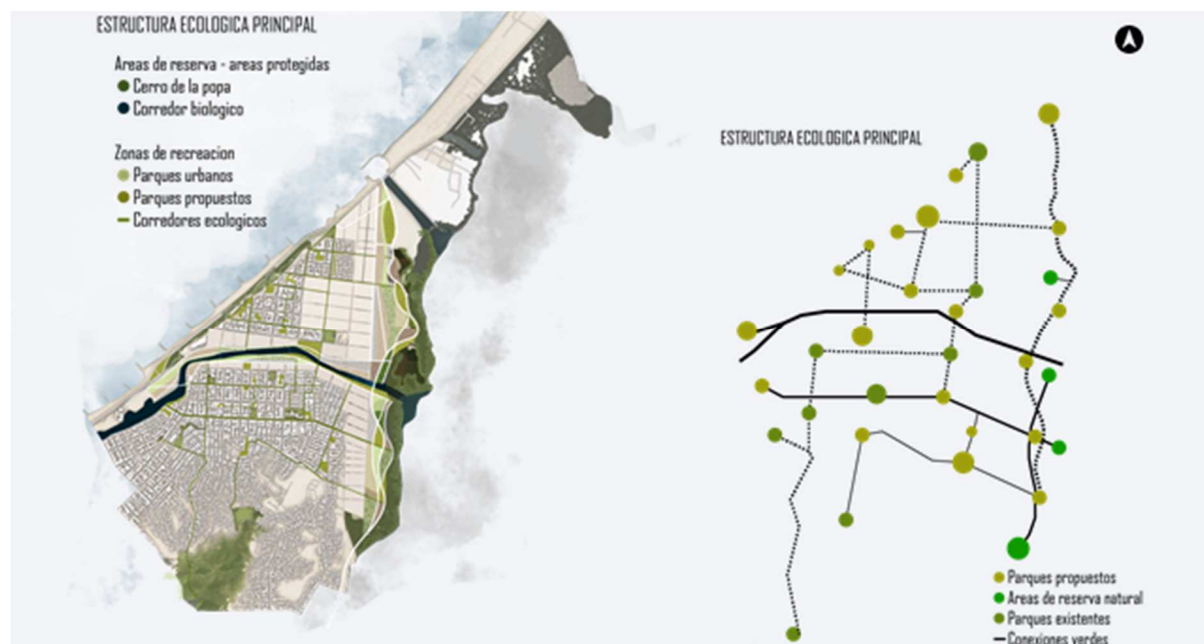 ESTRUCTURA ECOLOGICA PRINCIPAL
Areas de reserva - areas protegidas
Cerro de la popa
Corredor biologico
Zonas de recreacion
Parques urbanos
Parques propuestos
Corredores ecologicos
ESTRUCTURA ECOLOGICA PRINCIPAL
Parques propuestos
Areas de reserva natural
Parques existentes
Conexiones verdes